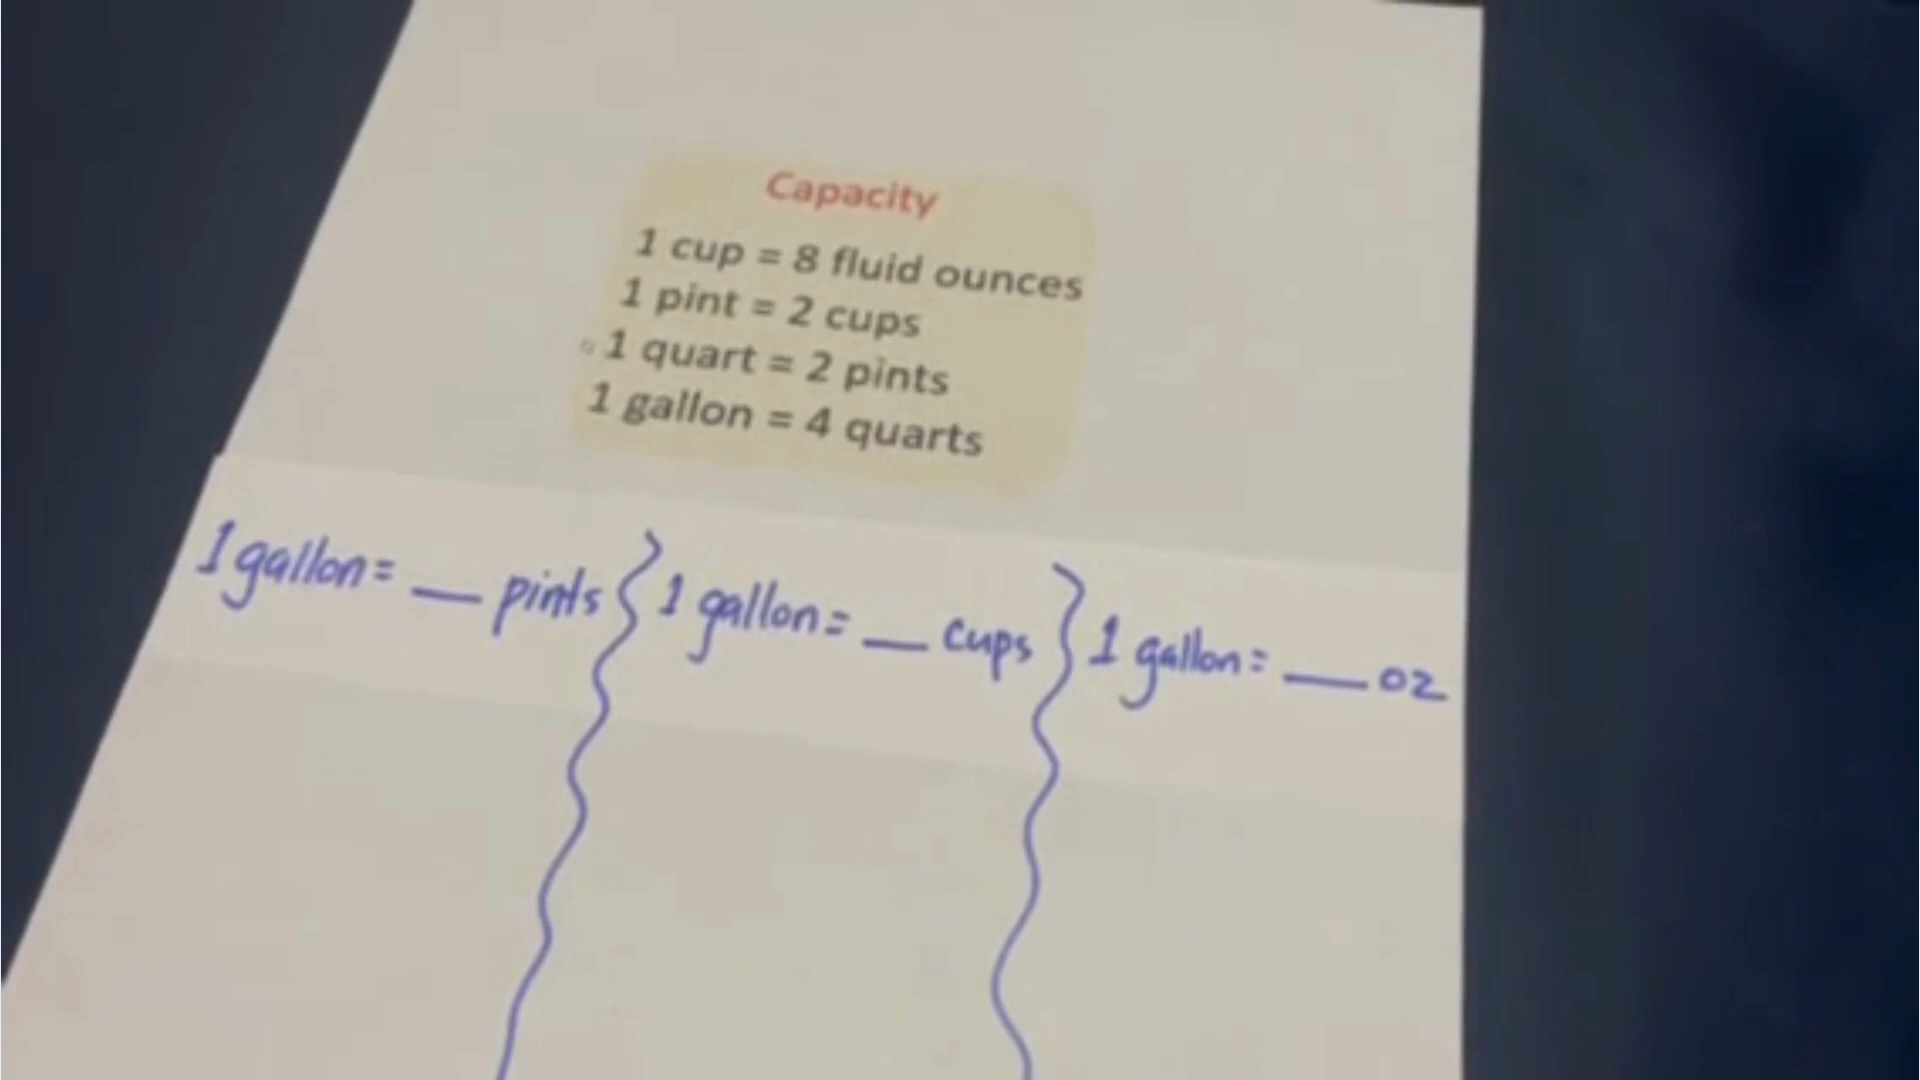 Capacity
1 cup = 8 fluid ounces
1 pint = 2 cups
1 quart = 2 pints
1 gallon = 4 quarts
1 gallon = __ pints
1 gallon = __ cups
1 gallon = __ oz